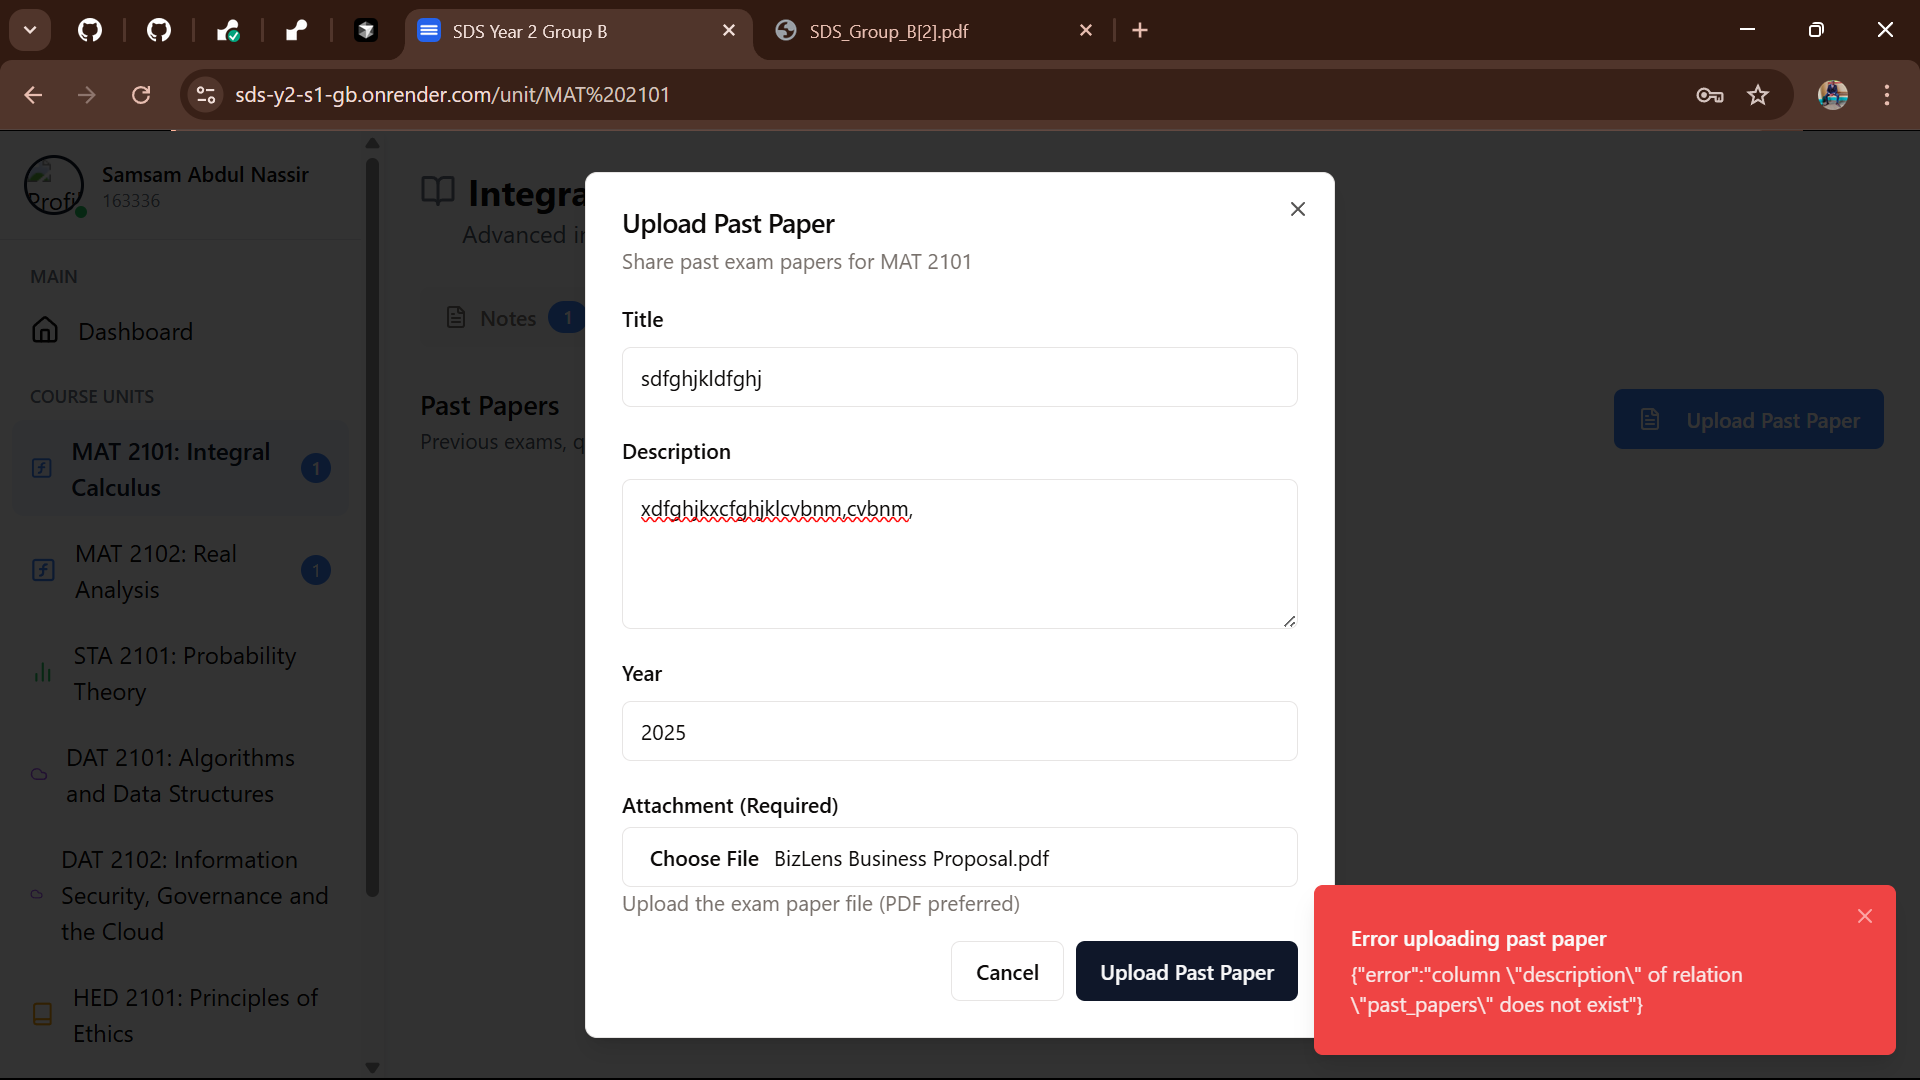 SDS Year 2 Group B
SDS_Group_B[2].pdf
sds-y2-s1-gb.onrender.com/unit/MAT%202101
Profi
Samsam Abdul Nassir
163336
MAIN
Dashboard
COURSE UNITS
MAT 2101: Integral
Calculus
1
MAT 2102: Real
Analysis
1
STA 2101: Probability
Theory
DAT 2101: Algorithms
and Data Structures
DAT 2102: Information
Security, Governance and
the Cloud
HED 2101: Principles of
Ethics
Integra
Advanced in
Notes 1
Past Papers
Previous exams, q
Upload Past Paper
Upload Past Paper
Share past exam papers for MAT 2101
Title
sdfghjkldfghj
Description
xdfghjkxcfghjklcvbnm,cvbnm,
Year
2025
Attachment (Required)
Choose File BizLens Business Proposal.pdf
Upload the exam paper file (PDF preferred)
Cancel
Upload Past Paper
Error uploading past paper
{"error":"column \"description\" of relation
\"past_papers\" does not exist"}